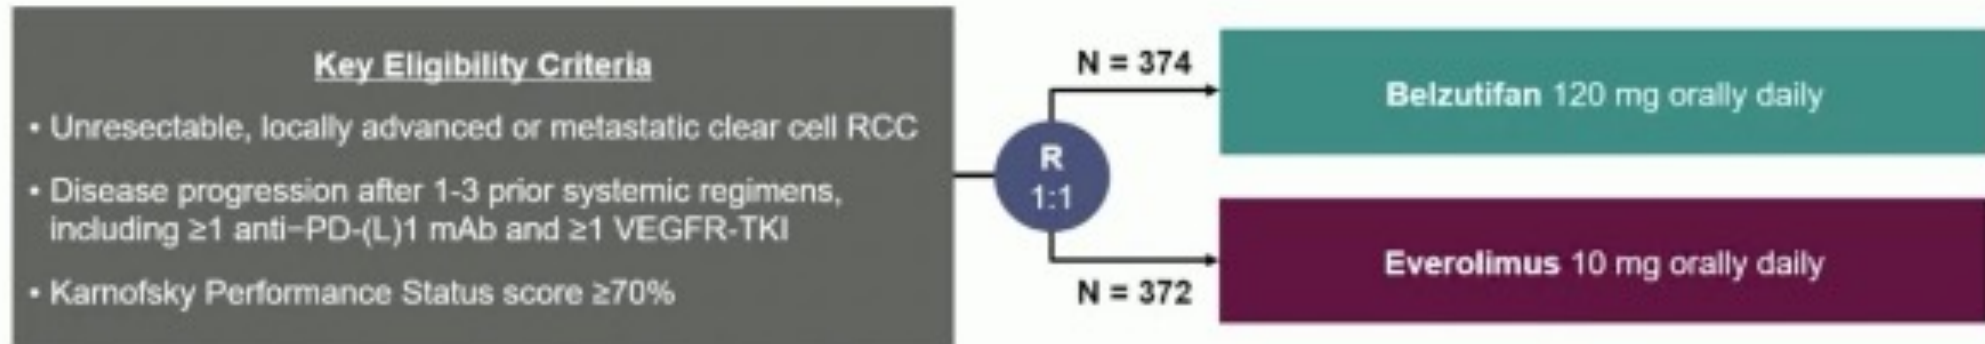 Key Eligibility Criteria
• Unresectable, locally advanced or metastatic clear cell RCC
• Disease progression after 1-3 prior systemic regimens,
including ≥1 anti−PD-(L)1 mAb and ≥1 VEGFR-TKI
• Karnofsky Performance Status score ≥70%
R
1:1
N = 374
Belzutifan 120 mg orally daily
N = 372
Everolimus 10 mg orally daily